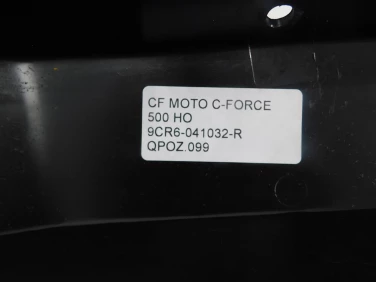 CF MOTO C-FORCE
500 HO
9CR6-041032-R
QPOZ.099